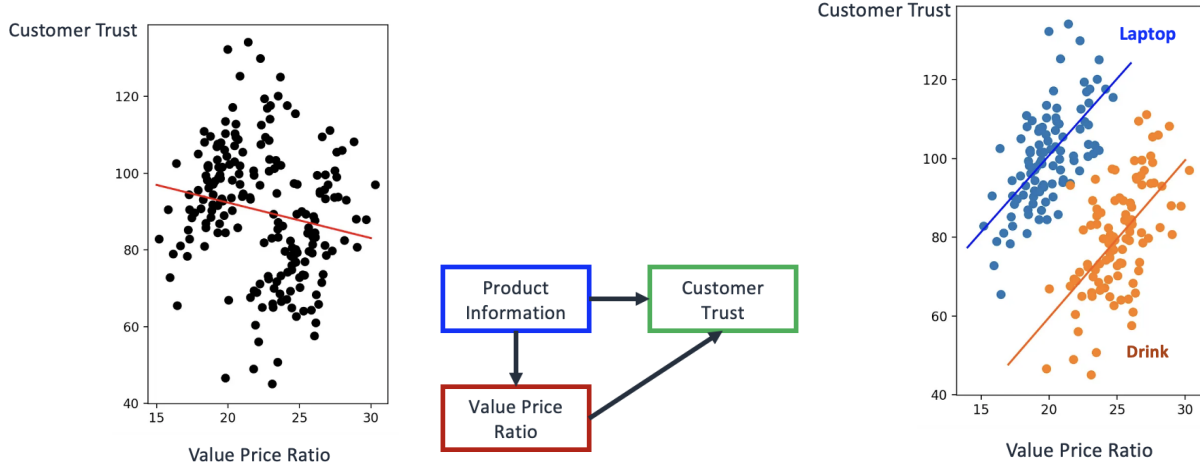 Customer Trust
120
100
80
60
40
15 20 25 30
Value Price Ratio
Product
Information
Customer
Trust
Value Price
Ratio
Customer Trust
Laptop
120
100
80
60
Drink
40
15 20 25 30
Value Price Ratio